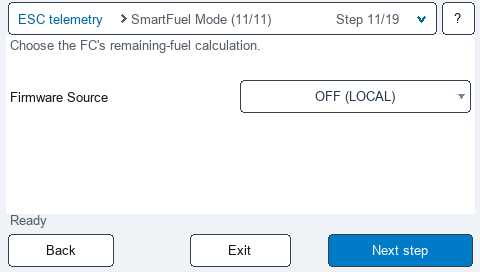 ESC telemetry > SmartFuel Mode (11/11) Step 11/19 ?
Choose the FC's remaining-fuel calculation.
Firmware Source OFF (LOCAL)
Ready
Back Exit Next step